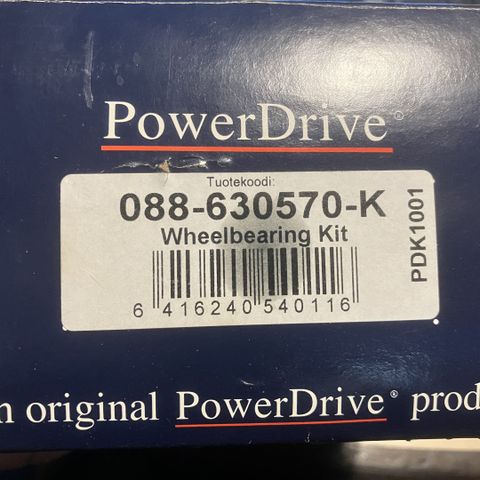 PowerDrive®
Tuotekoodi:
088-630570-K
Wheelbearing Kit
PDK1001
6 416240 540116
n original PowerDrive® prod